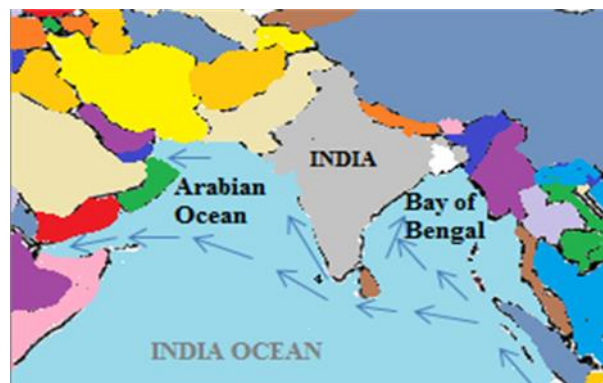 INDIA
Arabian
Ocean
Bay of
Bengal
INDIA OCEAN